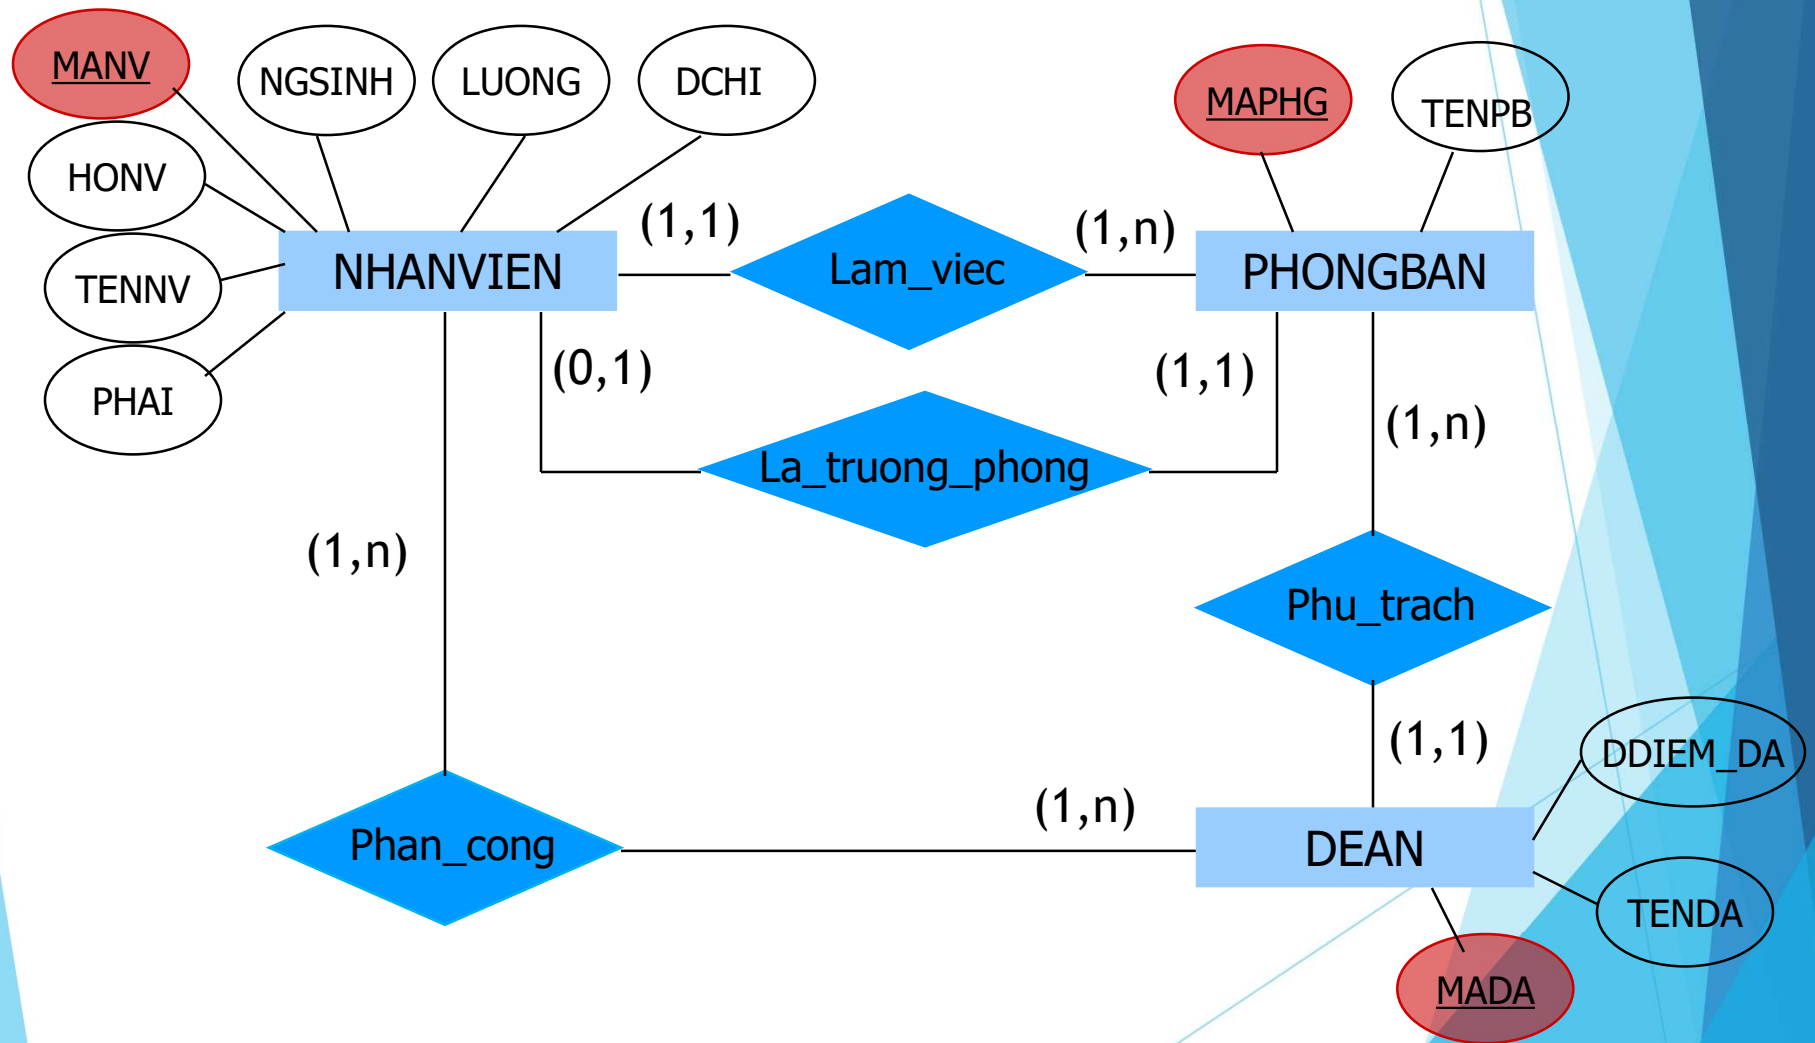 MANV
NGSINH
LUONG
DCHI
MAPHG
TENPB
HONV
TENNV
PHAI
NHANVIEN
(1,1)
Lam_viec
(1,n)
PHONGBAN
(0,1)
(1,1)
La_truong_phong
(1,n)
(1,n)
Phu_trach
(1,1)
DDIEM_DA
(1,n)
Phan_cong
DEAN
TENDA
MADA